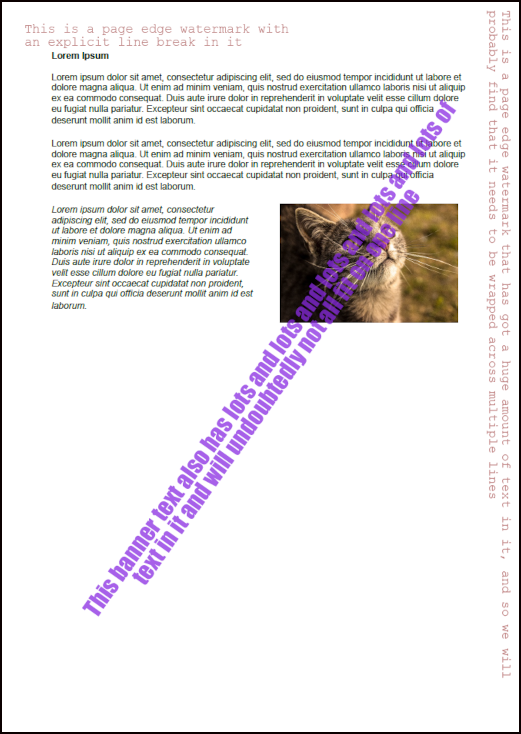 This is a page edge watermark with
an explicit line break in it
Lorem Ipsum
Lorem ipsum dolor sit amet, consectetur adipiscing elit, sed do eiusmod tempor incididunt ut labore et
dolore magna aliqua. Ut enim ad minim veniam, quis nostrud exercitation ullamco laboris nisi ut aliquip
ex ea commodo consequat. Duis aute irure dolor in reprehenderit in voluptate velit esse cillum dolore
eu fugiat nulla pariatur. Excepteur sint occaecat cupidatat non proident, sunt in culpa qui officia
deserunt mollit anim id est laborum.
Lorem ipsum dolor sit amet, consectetur adipiscing elit, sed do eiusmod tempor incididunt ut labore et
dolore magna aliqua. Ut enim ad minim veniam, quis nostrud exercitation ullamco laboris nisi ut aliquip
ex ea commodo consequat. Duis aute irure dolor in reprehenderit in voluptate velit esse cillum dolore
eu fugiat nulla pariatur. Excepteur sint occaecat cupidatat non proident, sunt in culpa qui officia
deserunt mollit anim id est laborum.
Lorem ipsum dolor sit amet, consectetur
adipiscing elit, sed do eiusmod tempor incididunt
ut labore et dolore magna aliqua. Ut enim ad
minim veniam, quis nostrud exercitation ullamco
laboris nisi ut aliquip ex ea commodo consequat.
Duis aute irure dolor in reprehenderit in voluptate
velit esse cillum dolore eu fugiat nulla pariatur.
Excepteur sint occaecat cupidatat non proident,
sunt in culpa qui officia deserunt mollit anim id est
laborum.
This banner text also has lots and lots and lots and lots and lots and lots of
text in it and will undoubtedly not all fit on one line
This is a page edge watermark that has got a huge amount of text in it, and so we will
probably find that it needs to be wrapped across multiple lines